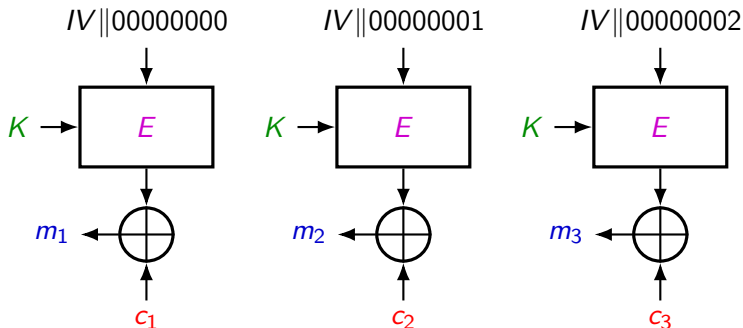 IV||00000000 IV||00000001 IV||00000002
K E K E K E
m₁ m₂ m₃
c₁ c₂ c₃